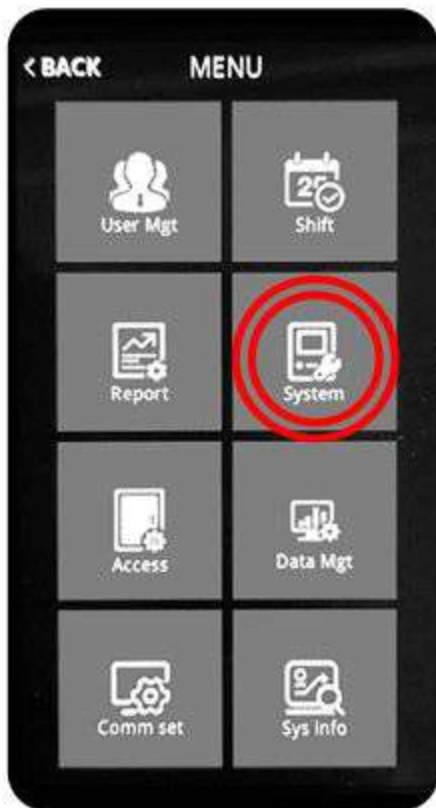 < BACK MENU
User Mgt Shift
Report System
Access Data Mgt
Comm set Sys Info